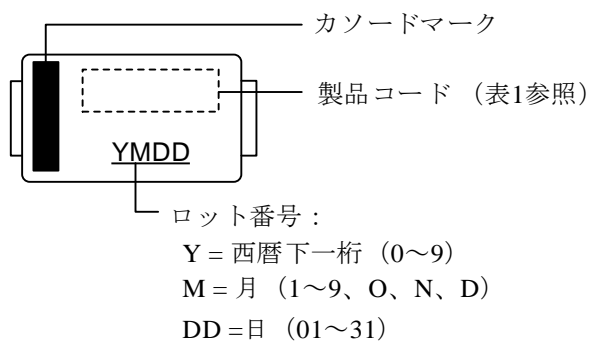 カソードマーク
製品コード （表1参照）
YMDD
ロット番号：
Y = 西暦下一桁（0～9）
M = 月（1～9、O、N、D）
DD =日（01～31）